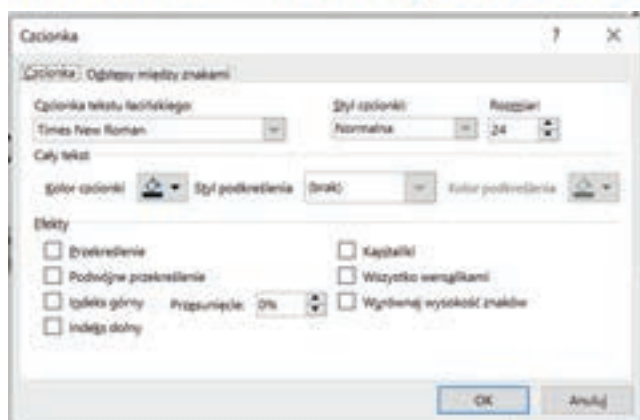 Czcionka ? ×
Czcionka Odstępy między znakami
Czcionka tekstu łacińskiego: Styl czcionki: Rozmiar:
Times New Roman Normalna 24
Cały tekst
Kolor czcionki Styl podkreślenia (brak) Kolor podkreślenia
Efekty
Przekreślenie Kapitaliki
Podwójne przekreślenie Wszystko wersalikami
Indeks górny Przesunięcie: 0% Wyrównaj wysokość znaków
Indeks dolny
OK Anuluj